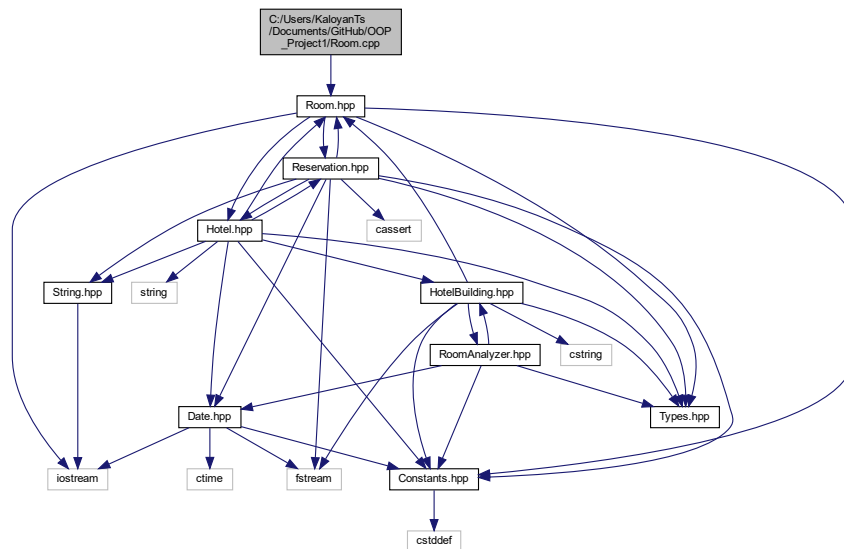 C:/Users/KaloyanTs
/Documents/GitHub/OOP
_Project1/Room.cpp
Room.hpp
Reservation.hpp
Hotel.hpp
cassert
String.hpp
string
HotelBuilding.hpp
RoomAnalyzer.hpp
cstring
Date.hpp
Types.hpp
iostream
ctime
fstream
Constants.hpp
cstddef